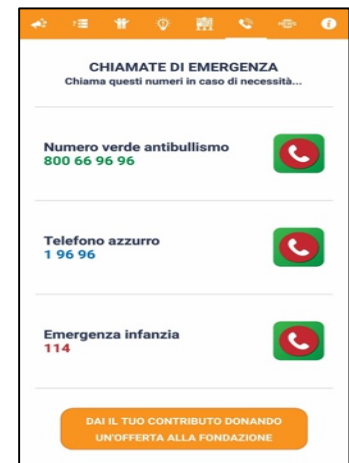 CHIAMATE DI EMERGENZA
Chiama questi numeri in caso di necessità...
Numero verde antibullismo
800 66 96 96
Telefono azzurro
1 96 96
Emergenza infanzia
114
DAI IL TUO CONTRIBUTO DONANDO
UN'OFFERTA ALLA FONDAZIONE